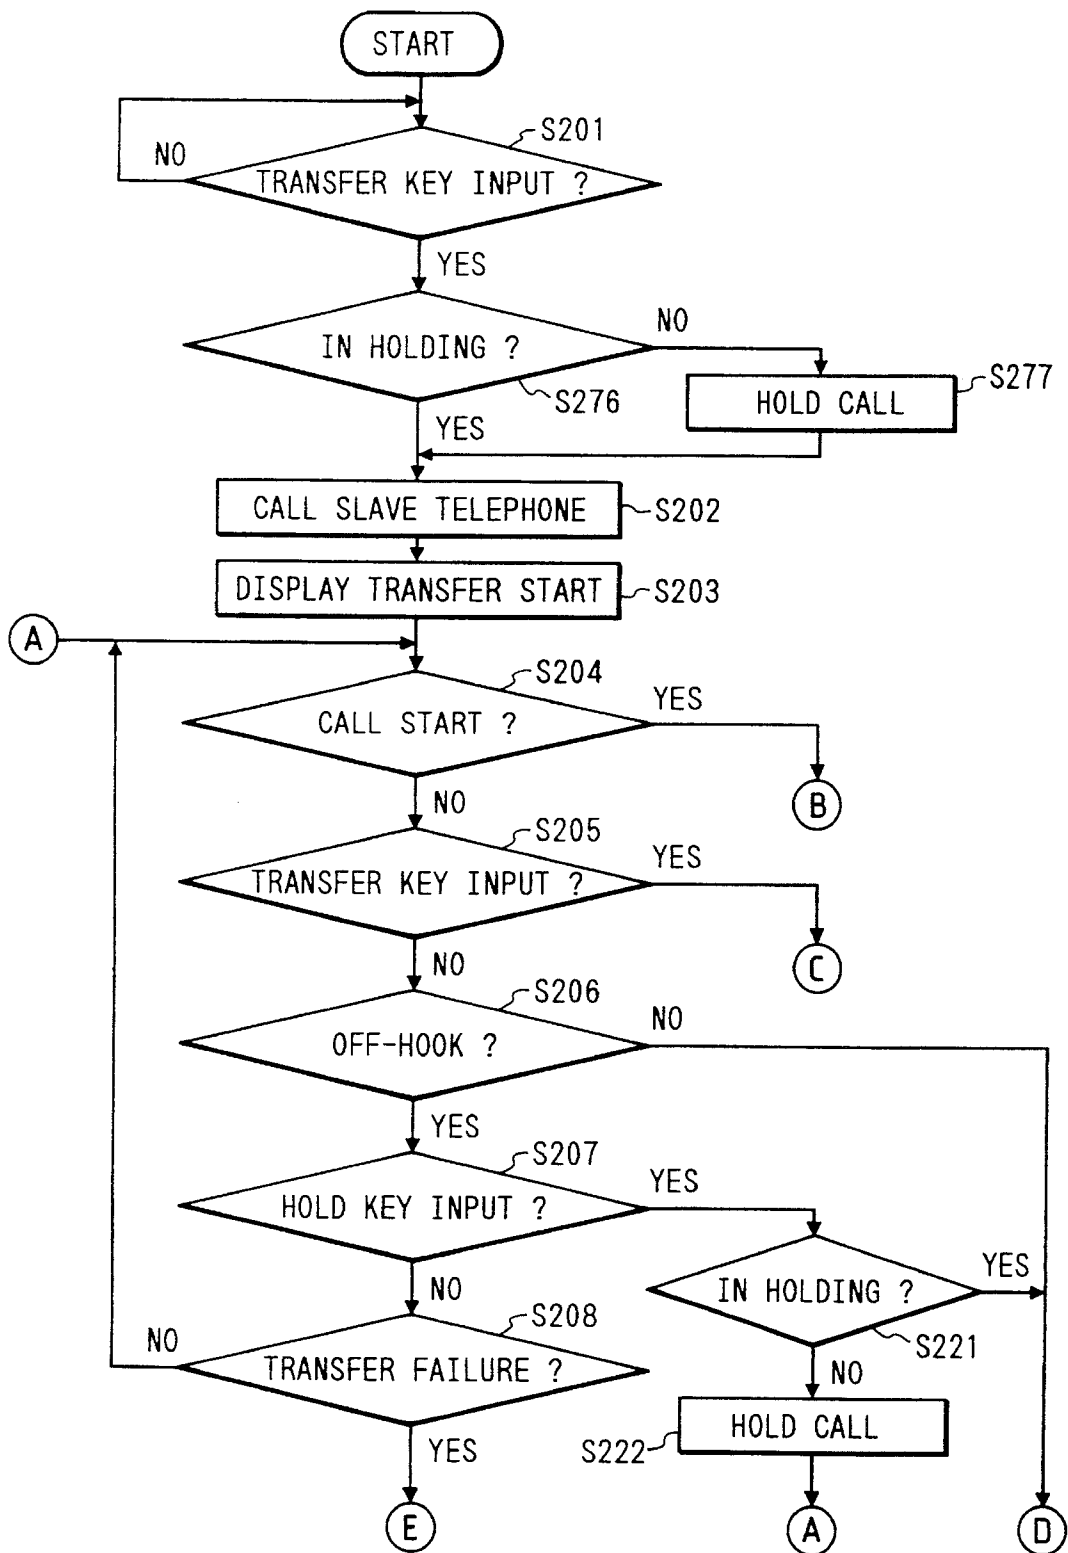 START
S201
NO
TRANSFER KEY INPUT ?
YES
IN HOLDING ?
NO
S276
S277
HOLD CALL
YES
CALL SLAVE TELEPHONE
S202
DISPLAY TRANSFER START
S203
A
S204
CALL START ?
YES
B
NO
S205
TRANSFER KEY INPUT ?
YES
C
NO
S206
OFF-HOOK ?
NO
YES
S207
HOLD KEY INPUT ?
YES
IN HOLDING ?
YES
S221
NO
NO
S208
TRANSFER FAILURE ?
NO
HOLD CALL
S222
YES
E
A
D